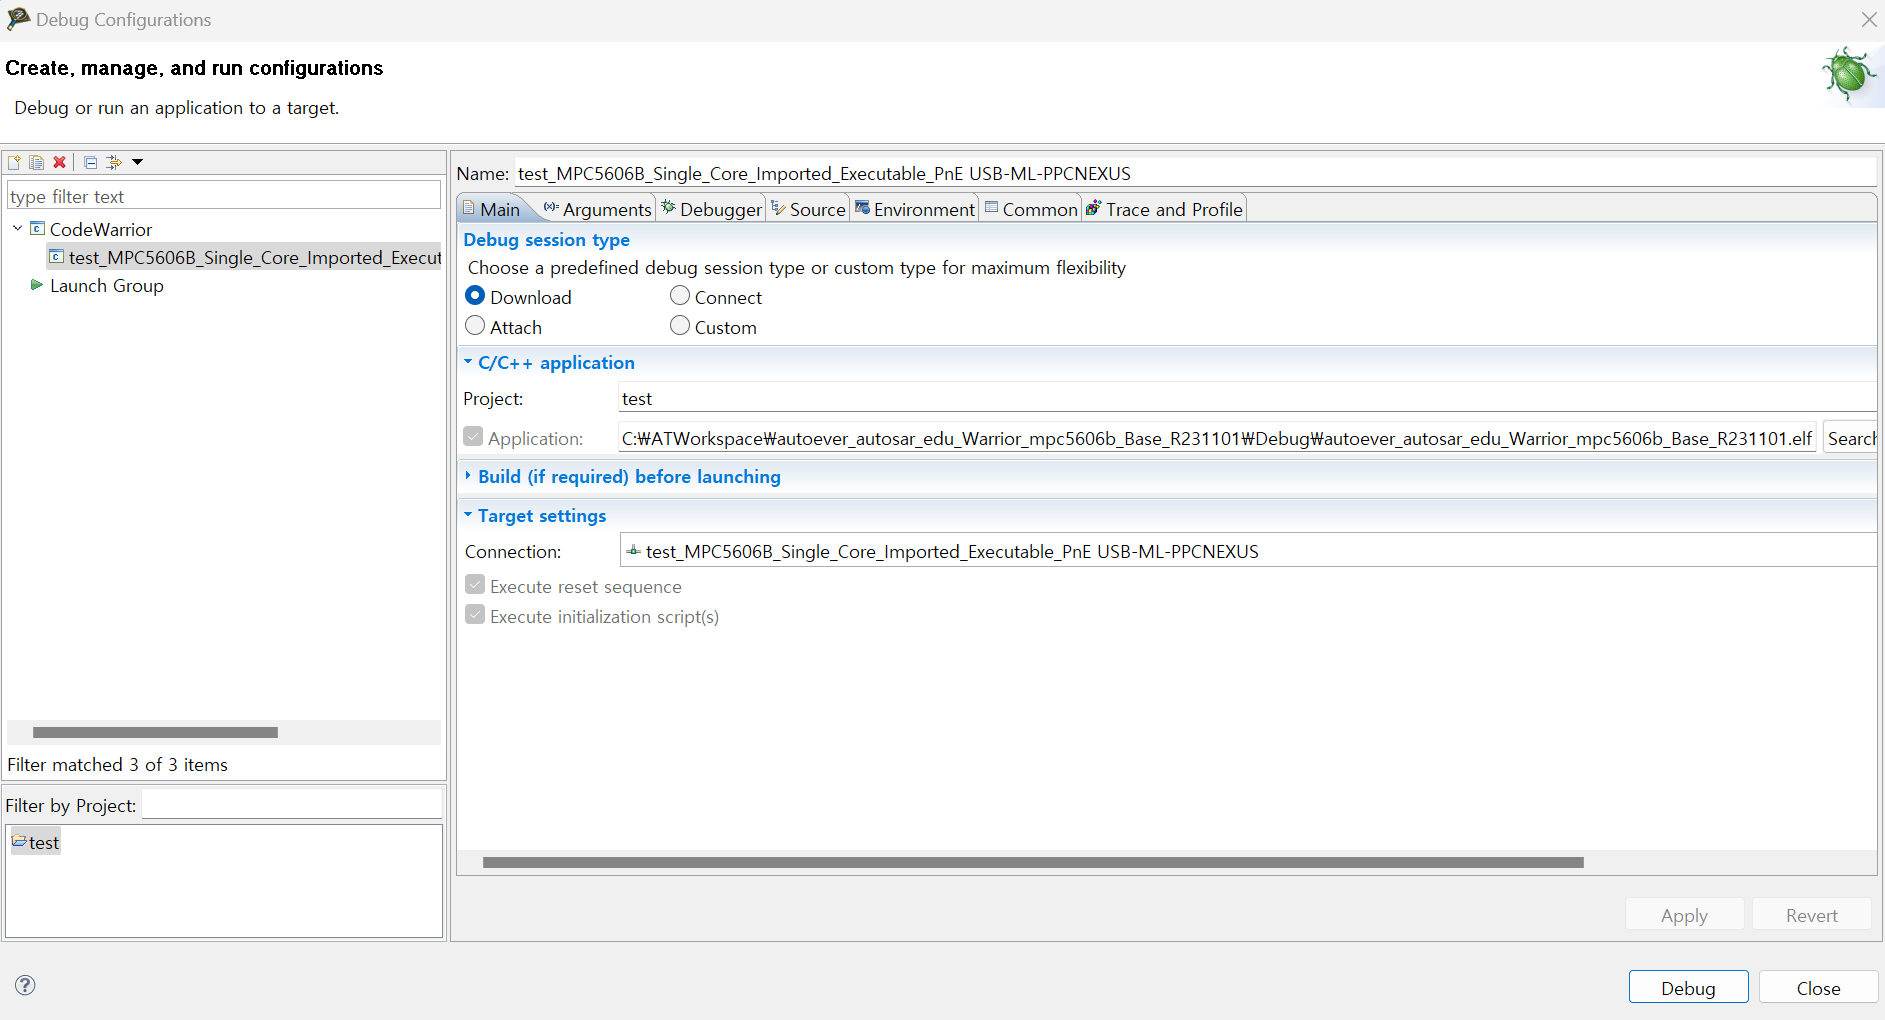 Debug Configurations
Create, manage, and run configurations
Debug or run an application to a target.
type filter text
CodeWarrior
test_MPC5606B_Single_Core_Imported_Execut
Launch Group
Filter matched 3 of 3 items
Filter by Project:
test
Name: test_MPC5606B_Single_Core_Imported_Executable_PnE USB-ML-PPCNEXUS
Main (x)= Arguments Debugger Source Environment Common Trace and Profile
Debug session type
Choose a predefined debug session type or custom type for maximum flexibility
Download Connect
Attach Custom
C/C++ application
Project: test
Application: C:₩ATWorkspace₩autoever_autosar_edu_Warrior_mpc5606b_Base_R231101₩Debug₩autoever_autosar_edu_Warrior_mpc5606b_Base_R231101.elf Search
Build (if required) before launching
Target settings
Connection: test_MPC5606B_Single_Core_Imported_Executable_PnE USB-ML-PPCNEXUS
Execute reset sequence
Execute initialization script(s)
Apply Revert
? Debug Close